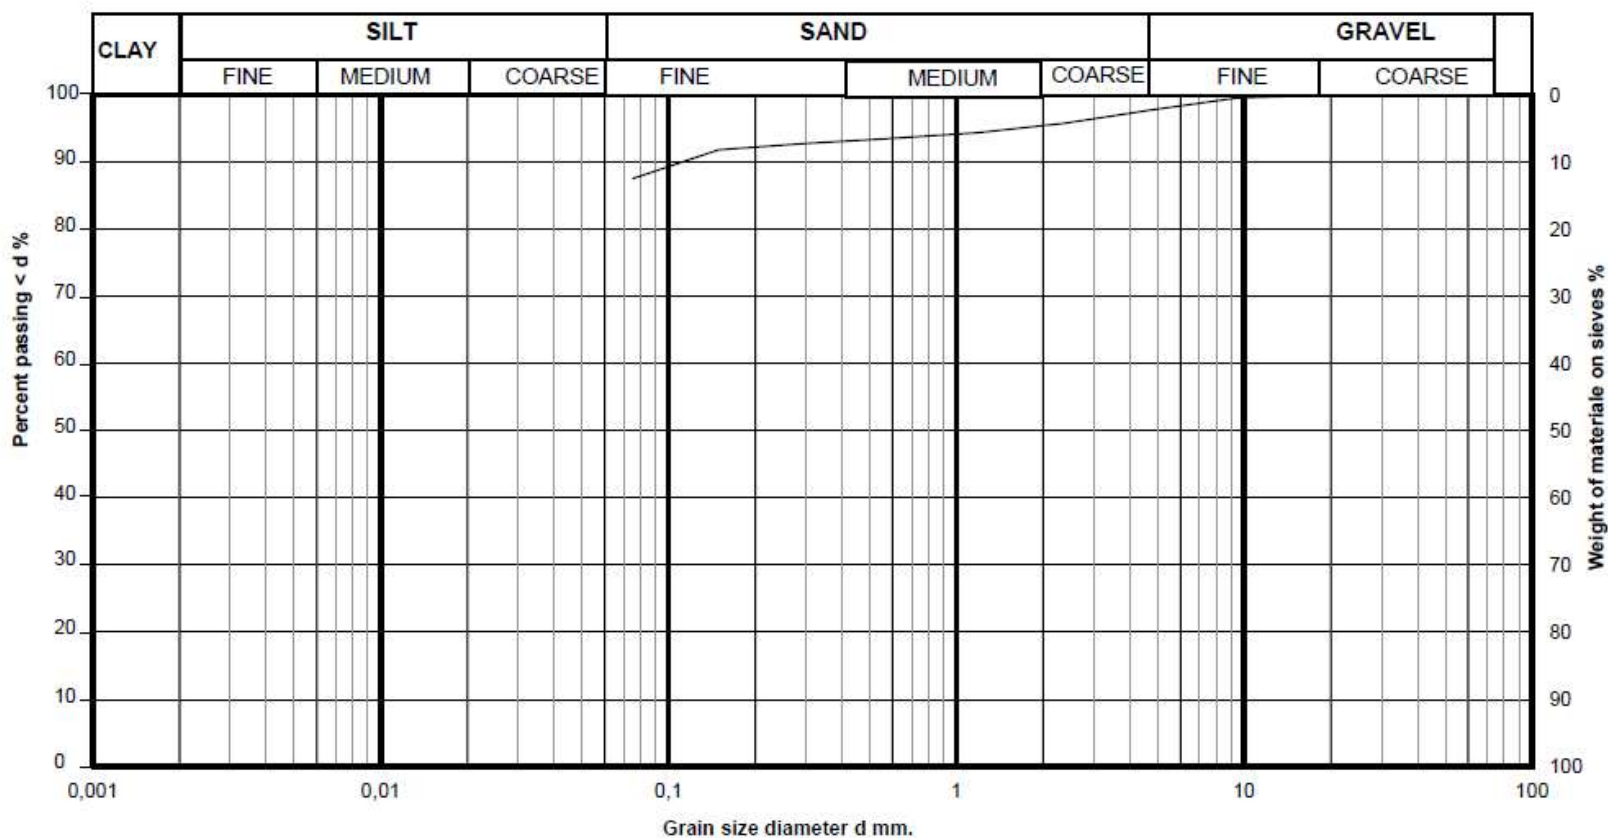 SILT SAND GRAVEL
CLAY
FINE MEDIUM COARSE FINE MEDIUM COARSE FINE COARSE
100 0
90 10
80 20
70 30
60 40
50 50
40 60
30 70
20 80
10 90
0 100
Percent passing < d %
Weight of materiale on sieves %
0,001 0,01 0,1 1 10 100
Grain size diameter d mm.